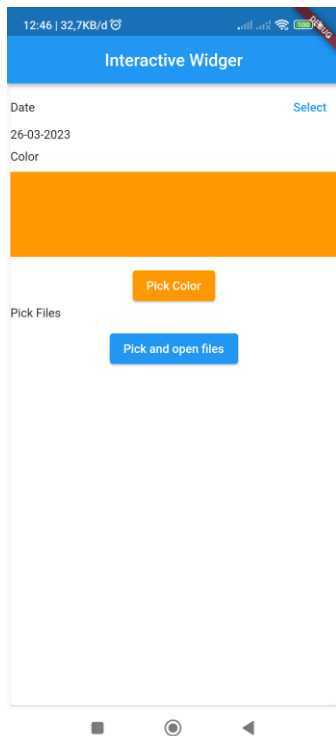 12:46 | 32,7KB/d
100
DEBUG
Interactive Widger
Date
Select
26-03-2023
Color
Pick Color
Pick Files
Pick and open files